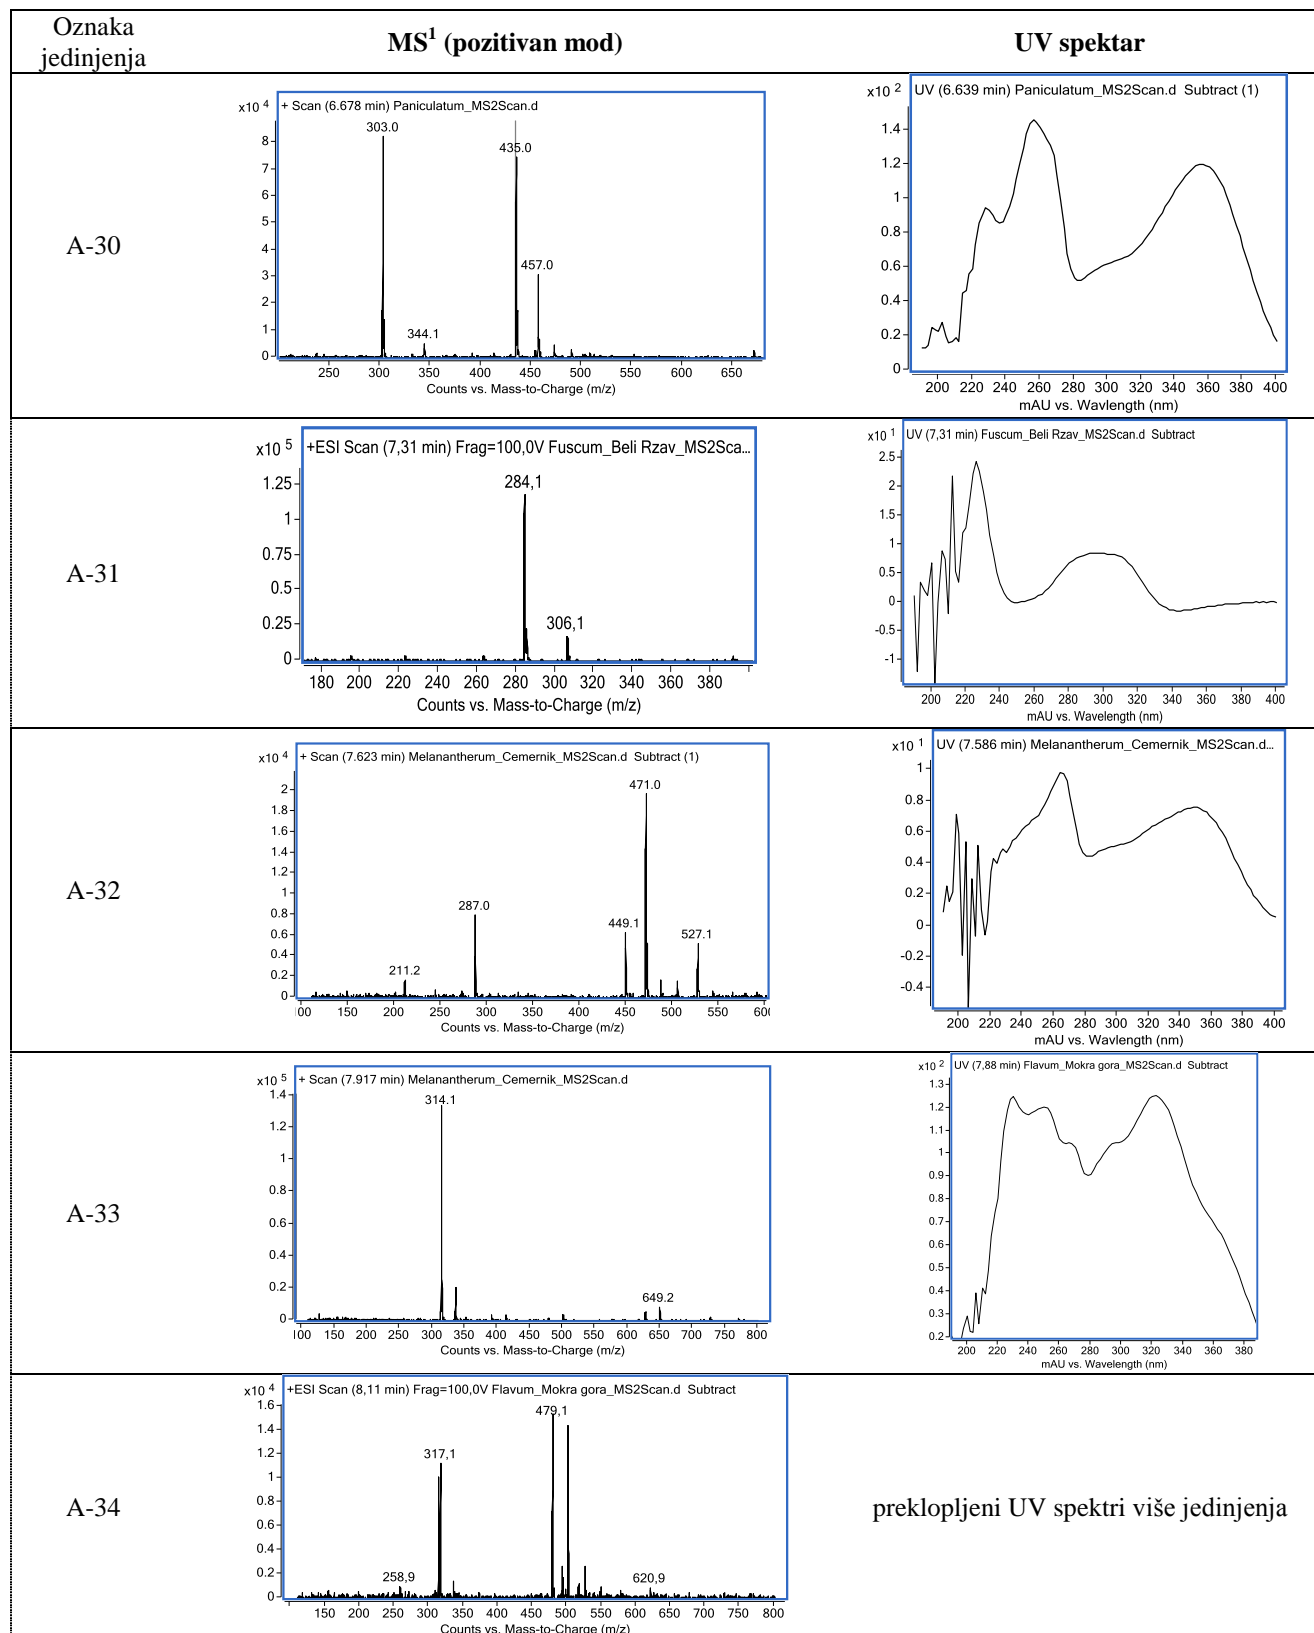 Oznaka
jedinjenja
MS¹ (pozitivan mod)
UV spektar
A-30
x10 4
+ Scan (6.678 min) Paniculatum_MS2Scan.d
303.0
435.0
457.0
344.1
8
7
6
5
4
3
2
1
0
250 300 350 400 450 500 550 600 650
Counts vs. Mass-to-Charge (m/z)
x10 2
UV (6.639 min) Paniculatum_MS2Scan.d Subtract (1)
1.4
1.2
1
0.8
0.6
0.4
0.2
0
200 220 240 260 280 300 320 340 360 380 400
mAU vs. Wavlength (nm)
A-31
x10 5
+ESI Scan (7,31 min) Frag=100,0V Fuscum_Beli Rzav_MS2Sca...
284,1
306,1
1.25
1
0.75
0.5
0.25
0
180 200 220 240 260 280 300 320 340 360 380
Counts vs. Mass-to-Charge (m/z)
x10 1
UV (7,31 min) Fuscum_Beli Rzav_MS2Scan.d Subtract
2.5
2
1.5
1
0.5
0
-0.5
-1
200 220 240 260 280 300 320 340 360 380 400
mAU vs. Wavlength (nm)
A-32
x10 4
+ Scan (7.623 min) Melanantherum_Cemernik_MS2Scan.d Subtract (1)
471.0
287.0
449.1
527.1
211.2
2
1.8
1.6
1.4
1.2
1
0.8
0.6
0.4
0.2
0
100 150 200 250 300 350 400 450 500 550 600
Counts vs. Mass-to-Charge (m/z)
x10 1
UV (7.586 min) Melanantherum_Cemernik_MS2Scan.d...
1
0.8
0.6
0.4
0.2
0
-0.2
-0.4
200 220 240 260 280 300 320 340 360 380 400
mAU vs. Wavlength (nm)
A-33
x10 5
+ Scan (7.917 min) Melanantherum_Cemernik_MS2Scan.d
314.1
649.2
1.4
1.2
1
0.8
0.6
0.4
0.2
0
100 150 200 250 300 350 400 450 500 550 600 650 700 750 800
Counts vs. Mass-to-Charge (m/z)
x10 2
UV (7,88 min) Flavum_Mokra gora_MS2Scan.d Subtract
1.3
1.2
1.1
1
0.9
0.8
0.7
0.6
0.5
0.4
0.3
0.2
200 220 240 260 280 300 320 340 360 380
mAU vs. Wavlength (nm)
A-34
x10 4
+ESI Scan (8,11 min) Frag=100,0V Flavum_Mokra gora_MS2Scan.d Subtract
479,1
317,1
258,9
620,9
1.6
1.4
1.2
1
0.8
0.6
0.4
0.2
0
150 200 250 300 350 400 450 500 550 600 650 700 750 800
Counts vs. Mass-to-Charge (m/z)
preklopljeni UV spektri više jedinjenja